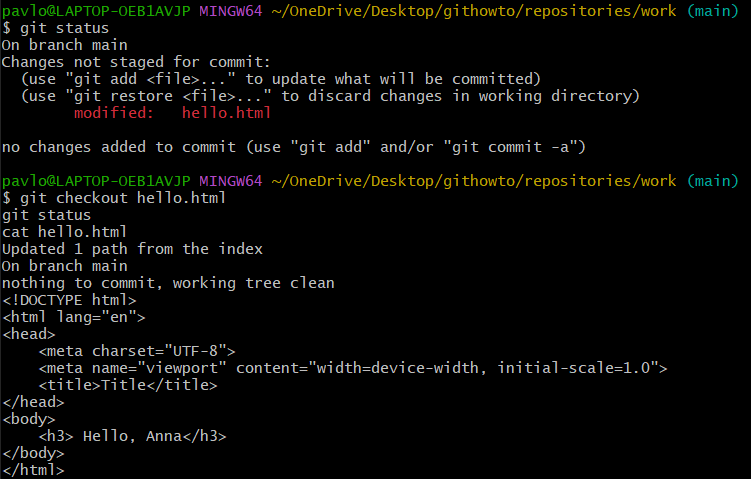 pavlo@LAPTOP-OEB1AVJP MINGW64 ~/OneDrive/Desktop/githowto/repositories/work (main)
$ git status
On branch main
Changes not staged for commit:
  (use "git add <file>..." to update what will be committed)
  (use "git restore <file>..." to discard changes in working directory)
        modified:   hello.html

no changes added to commit (use "git add" and/or "git commit -a")

pavlo@LAPTOP-OEB1AVJP MINGW64 ~/OneDrive/Desktop/githowto/repositories/work (main)
$ git checkout hello.html
git status
cat hello.html
Updated 1 path from the index
On branch main
nothing to commit, working tree clean
<!DOCTYPE html>
<html lang="en">
<head>
    <meta charset="UTF-8">
    <meta name="viewport" content="width=device-width, initial-scale=1.0">
    <title>Title</title>
</head>
<body>
    <h3> Hello, Anna</h3>
</body>
</html>